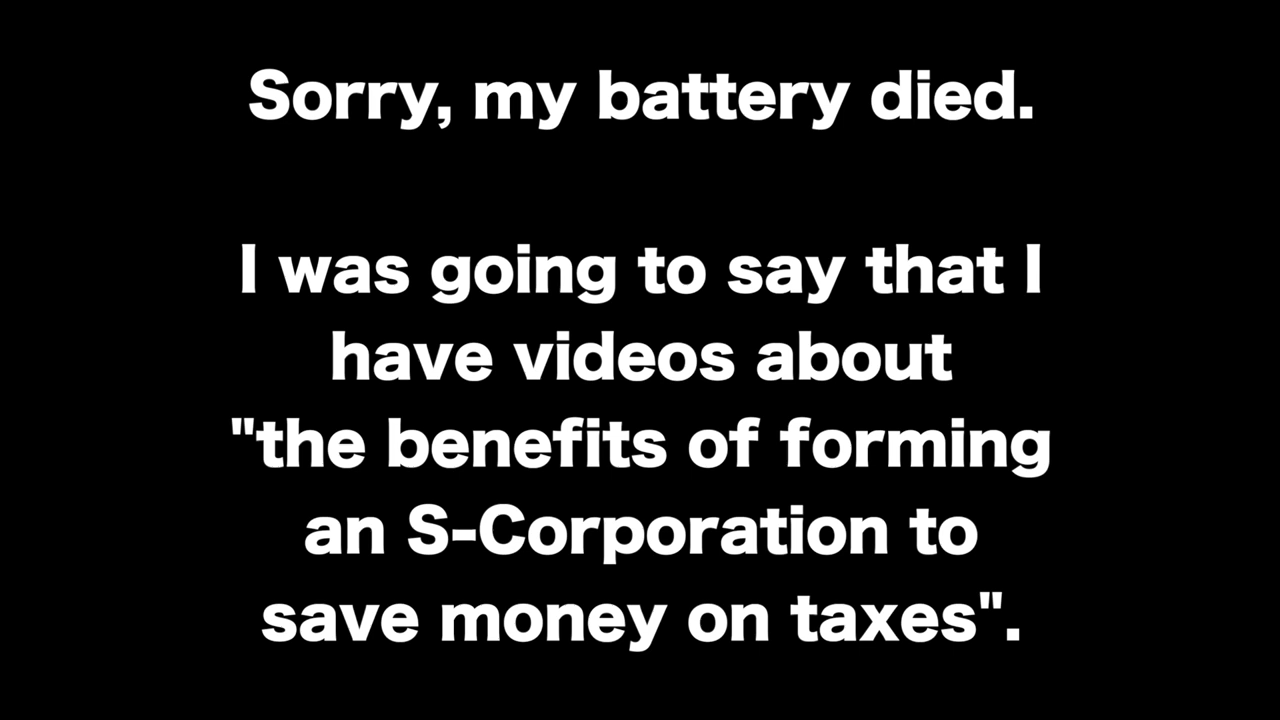 Sorry, my battery died.
I was going to say that I
have videos about
"the benefits of forming
an S-Corporation to
save money on taxes".